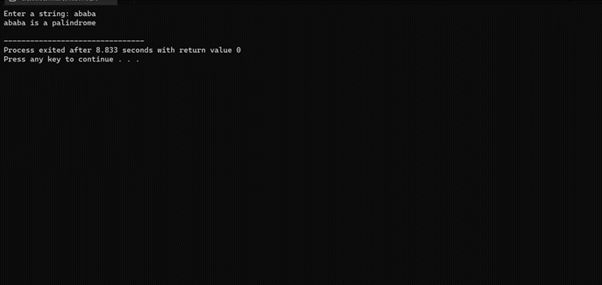 Enter a string: ababa
ababa is a palindrome
--------------------------------
Process exited after 8.833 seconds with return value 0
Press any key to continue . . .